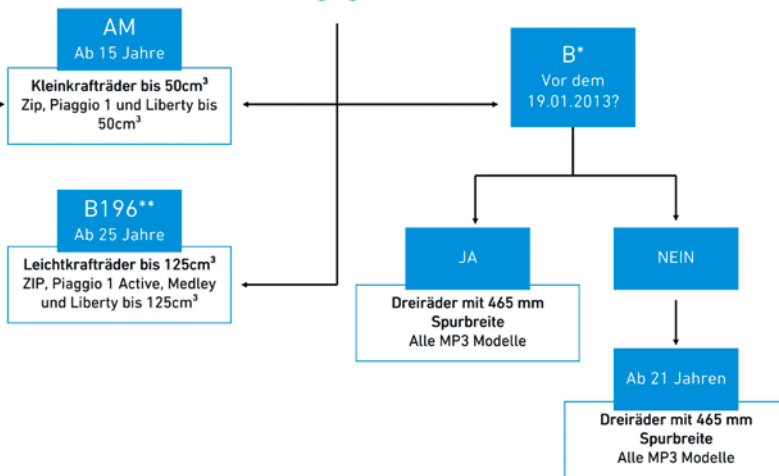 AM
Ab 15 Jahre
Kleinkrafträder bis 50cm³
Zip, Piaggio 1 und Liberty bis
50cm³
B*
Vor dem
19.01.2013?
B196**
Ab 25 Jahre
Leichtkrafträder bis 125cm³
ZIP, Piaggio 1 Active, Medley
und Liberty bis 125cm³
JA
Dreiräder mit 465 mm
Spurbreite
Alle MP3 Modelle
NEIN
Ab 21 Jahren
Dreiräder mit 465 mm
Spurbreite
Alle MP3 Modelle